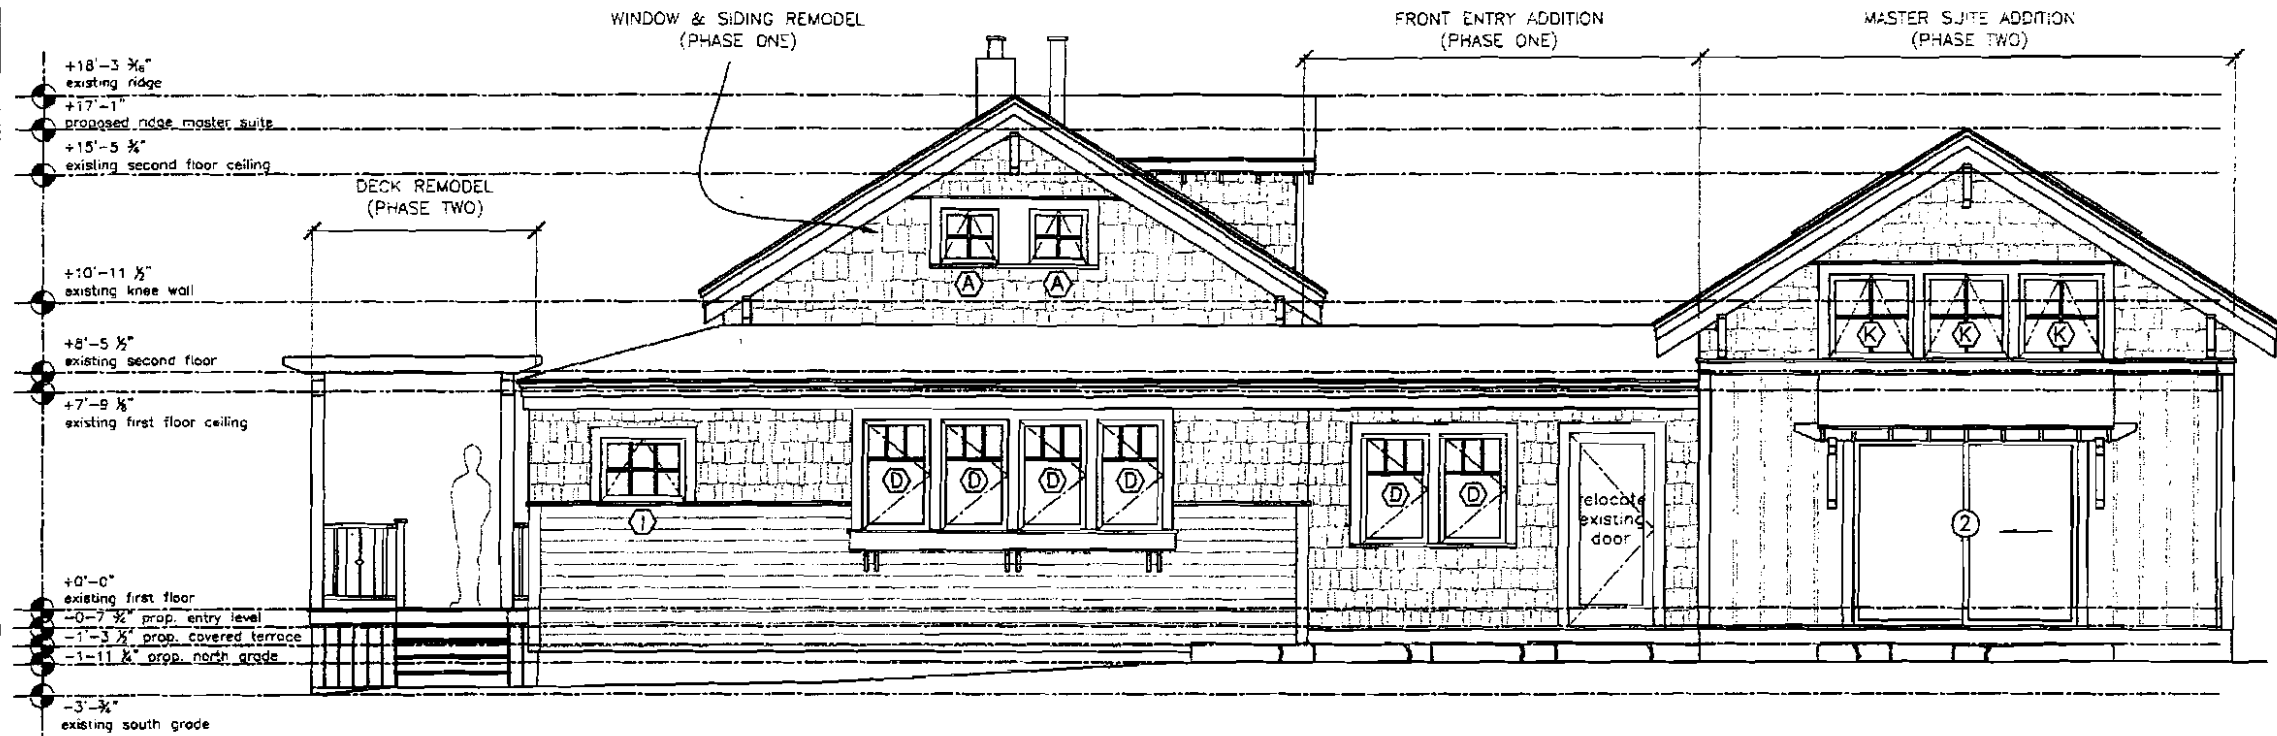 WINDOW & SIDING REMODEL
(PHASE ONE)
FRONT ENTRY ADDITION
(PHASE ONE)
MASTER SUITE ADDITION
(PHASE TWO)
+18'-3 3/16"
existing ridge
+17'-1"
proposed ridge master suite
+15'-5 3/4"
existing second floor ceiling
DECK REMODEL
(PHASE TWO)
+10'-11 1/2"
existing knee wall
+8'-5 1/2"
existing second floor
+7'-9 1/8"
existing first floor ceiling
A
A
K
K
K
D
D
D
D
D
D
1
relocate
existing
door
2
+0'-0"
existing first floor
-0-7 3/4" prop. entry level
-1'-3 1/2" prop. covered terrace
-1-11 3/4" prop. north grade
-3'-3/4"
existing south grade